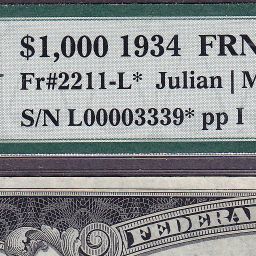 $1,000 1934 FRN
Fr#2211-L* Julian | M
S/N L00003339* pp I
FEDERAL